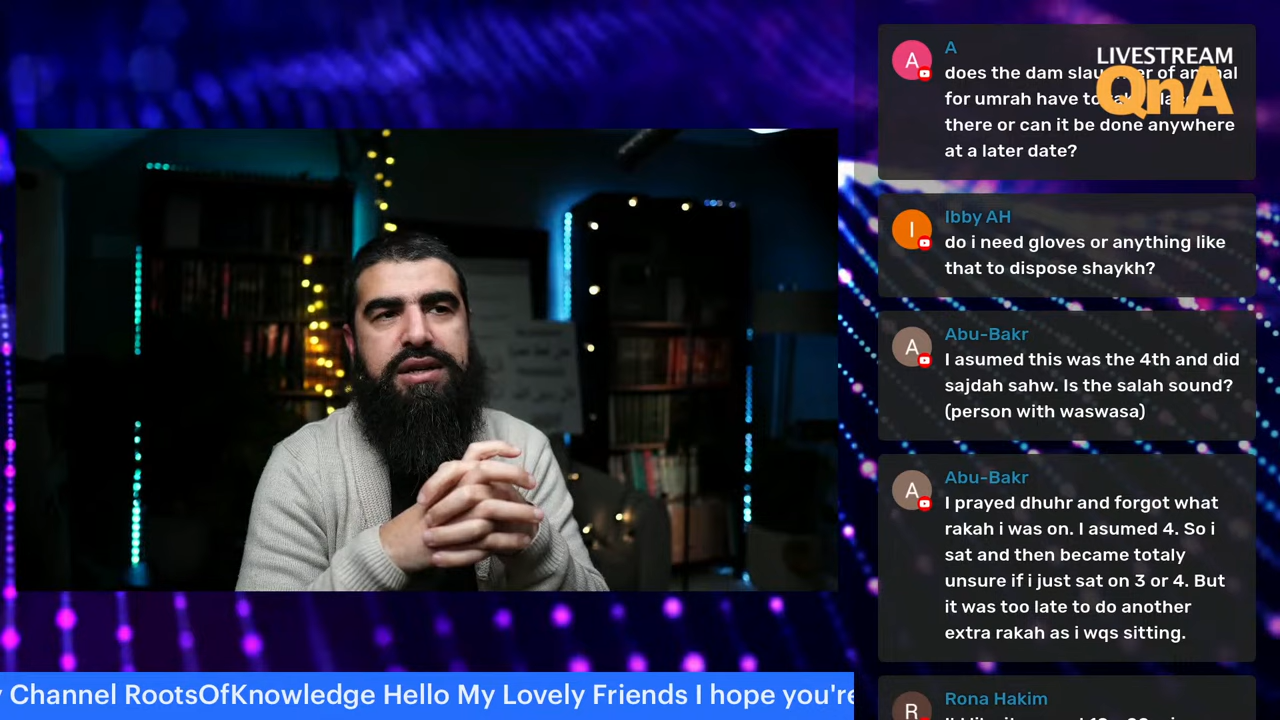 A
A
does the dam slau er of an al
for umrah have to
there or can it be done anywhere
at a later date?
LIVESTREAM
QnA
I
Ibby AH
do i need gloves or anything like
that to dispose shaykh?
A
Abu-Bakr
I asumed this was the 4th and did
sajdah sahw. Is the salah sound?
(person with waswasa)
A
Abu-Bakr
I prayed dhuhr and forgot what
rakah i was on. I asumed 4. So i
sat and then became totaly
unsure if i just sat on 3 or 4. But
it was too late to do another
extra rakah as i wqs sitting.
R
Rona Hakim
Channel RootsOfKnowledge Hello My Lovely Friends I hope you're